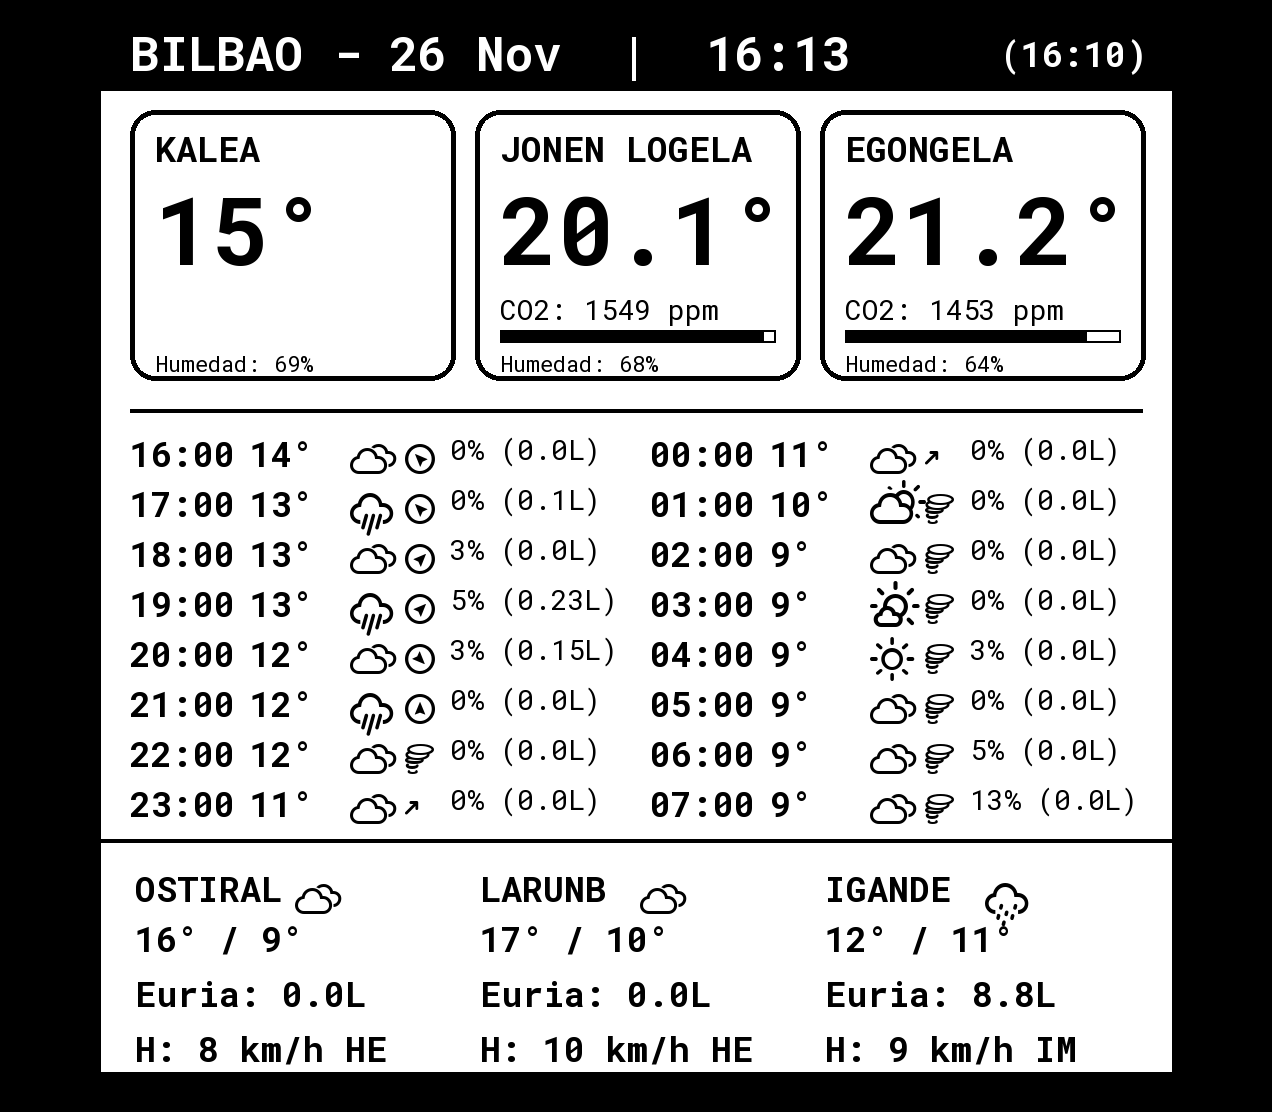 BILBAO - 26 Nov | 16:13 (16:10)
KALEA
15°
Humedad: 69%
JONEN LOGELA
20.1°
CO2: 1549 ppm
Humedad: 68%
EGONGELA
21.2°
CO2: 1453 ppm
Humedad: 64%
16:00 14° 0% (0.0L)
17:00 13° 0% (0.1L)
18:00 13° 3% (0.0L)
19:00 13° 5% (0.23L)
20:00 12° 3% (0.15L)
21:00 12° 0% (0.0L)
22:00 12° 0% (0.0L)
23:00 11° 0% (0.0L)
00:00 11° 0% (0.0L)
01:00 10° 0% (0.0L)
02:00 9° 0% (0.0L)
03:00 9° 0% (0.0L)
04:00 9° 3% (0.0L)
05:00 9° 0% (0.0L)
06:00 9° 5% (0.0L)
07:00 9° 13% (0.0L)
OSTIRAL
16° / 9°
Euria: 0.0L
H: 8 km/h HE
LARUNB
17° / 10°
Euria: 0.0L
H: 10 km/h HE
IGANDE
12° / 11°
Euria: 8.8L
H: 9 km/h IM